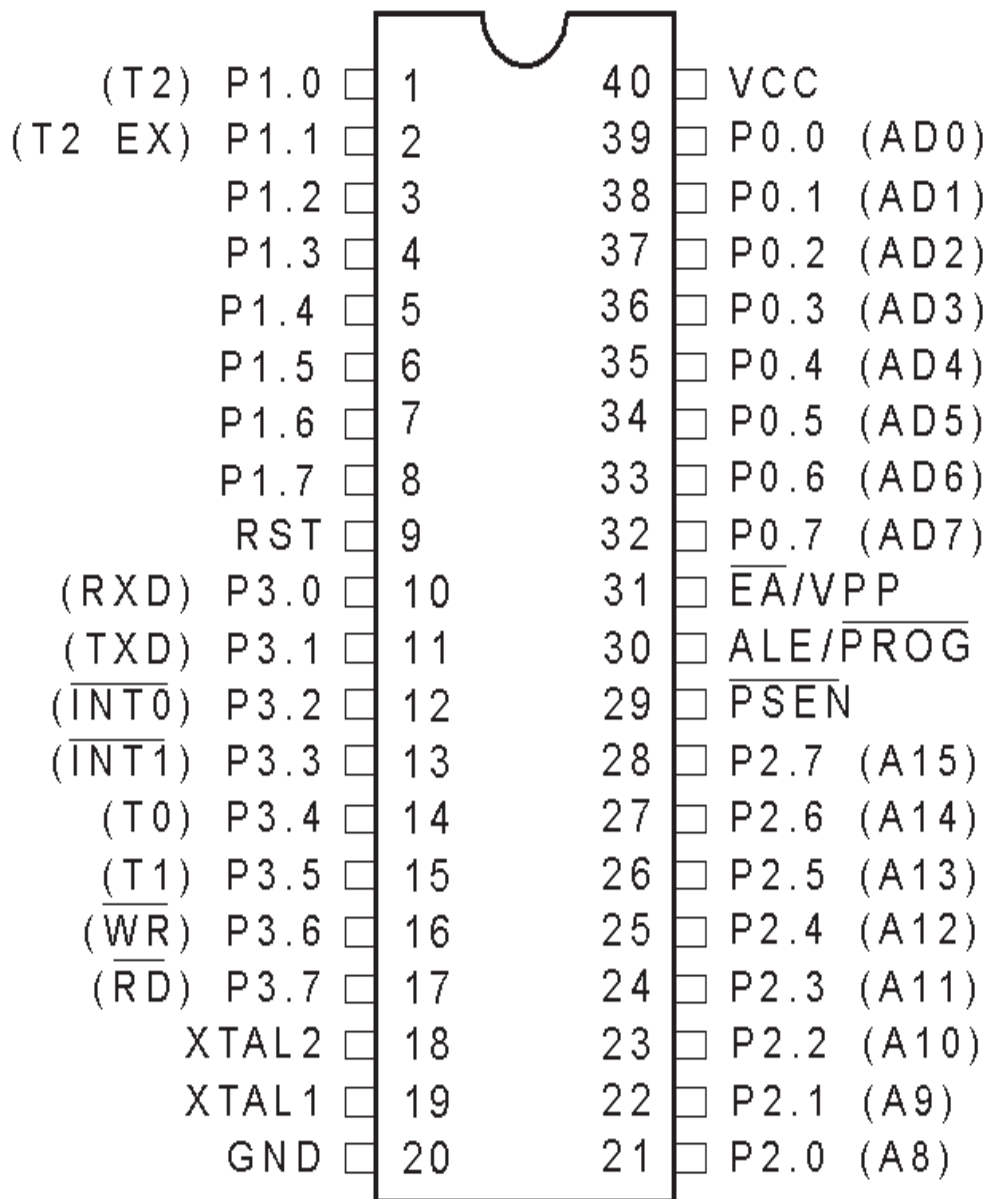 (T2) P1.0 1 40 VCC
(T2 EX) P1.1 2 39 P0.0 (AD0)
P1.2 3 38 P0.1 (AD1)
P1.3 4 37 P0.2 (AD2)
P1.4 5 36 P0.3 (AD3)
P1.5 6 35 P0.4 (AD4)
P1.6 7 34 P0.5 (AD5)
P1.7 8 33 P0.6 (AD6)
RST 9 32 P0.7 (AD7)
(RXD) P3.0 10 31 E̅A̅/VPP
(TXD) P3.1 11 30 ALE/P̅R̅O̅G̅
(I̅N̅T̅0̅) P3.2 12 29 P̅S̅E̅N̅
(I̅N̅T̅1̅) P3.3 13 28 P2.7 (A15)
(T0) P3.4 14 27 P2.6 (A14)
(T1) P3.5 15 26 P2.5 (A13)
(W̅R̅) P3.6 16 25 P2.4 (A12)
(R̅D̅) P3.7 17 24 P2.3 (A11)
XTAL2 18 23 P2.2 (A10)
XTAL1 19 22 P2.1 (A9)
GND 20 21 P2.0 (A8)